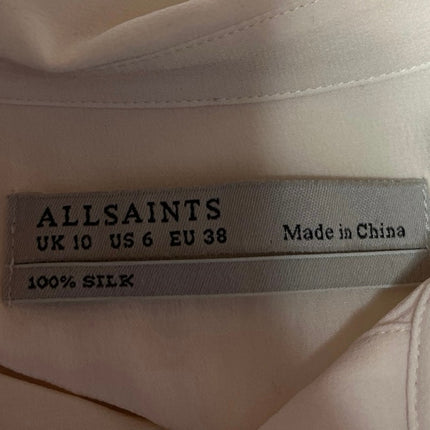 ALLSAINTS
UK 10 US 6 EU 38 Made in China
100% SILK